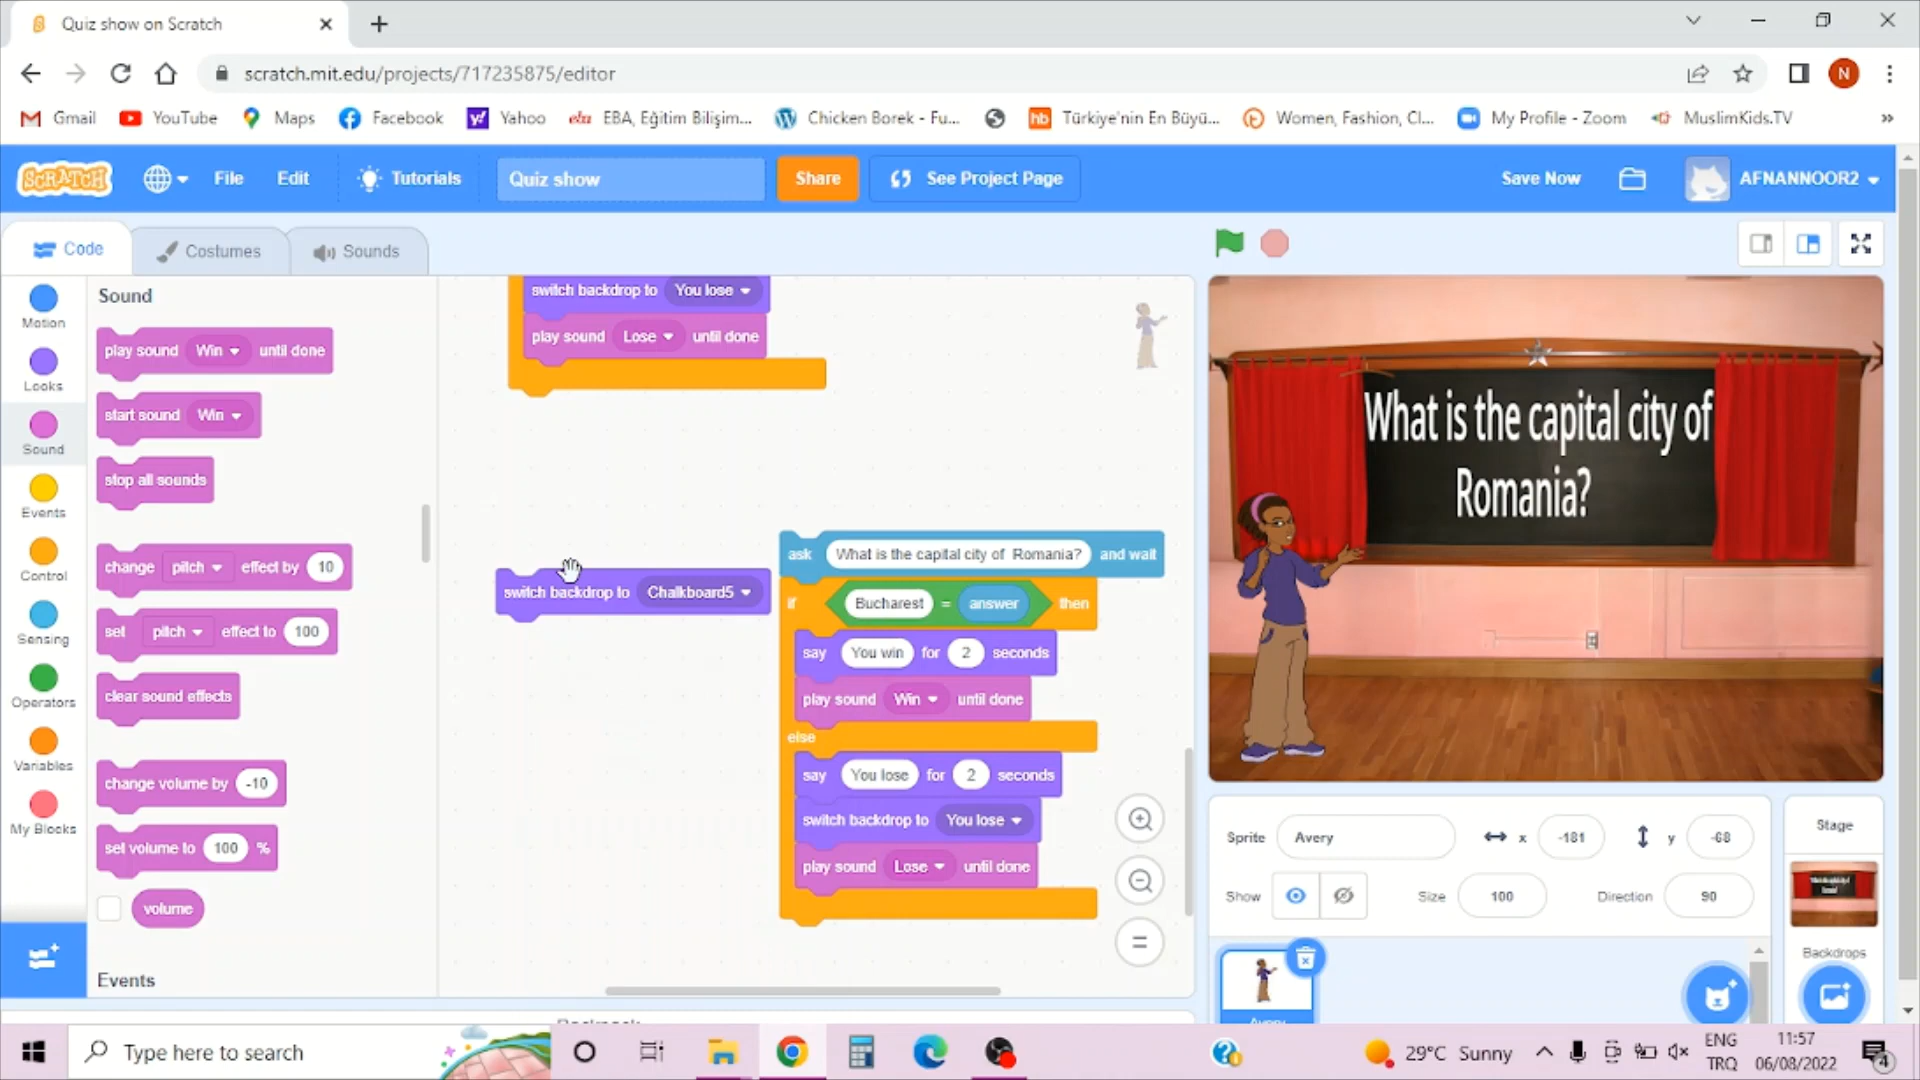 Quiz show on Scratch
scratch.mit.edu/projects/717235875/editor
N
Gmail YouTube Maps Facebook Yahoo EBA, Eğitim Bilişim... Chicken Borek - Fu... Türkiye'nin En Büyü... Women, Fashion, Cl... My Profile - Zoom MuslimKids.TV »
SCRATCH File Edit Tutorials Quiz show Share See Project Page Save Now AFNANNOOR2
Code Costumes Sounds
Motion
Looks
Sound
Events
Control
Sensing
Operators
Variables
My Blocks
Sound
play sound Win until done
start sound Win
stop all sounds
change pitch effect by 10
set pitch effect to 100
clear sound effects
change volume by -10
set volume to 100 %
volume
Events
switch backdrop to You lose
play sound Lose until done
switch backdrop to Chalkboard5
ask What is the capital city of Romania? and wait
if Bucharest = answer then
say You win for 2 seconds
play sound Win until done
else
say You lose for 2 seconds
switch backdrop to You lose
play sound Lose until done
What is the capital city of
Romania?
Sprite Avery x -181 y -68
Show Size 100 Direction 90
Avery
Stage
Backdrops
Backpack
Type here to search
29°C Sunny
ENG
TRQ
11:57
06/08/2022
4